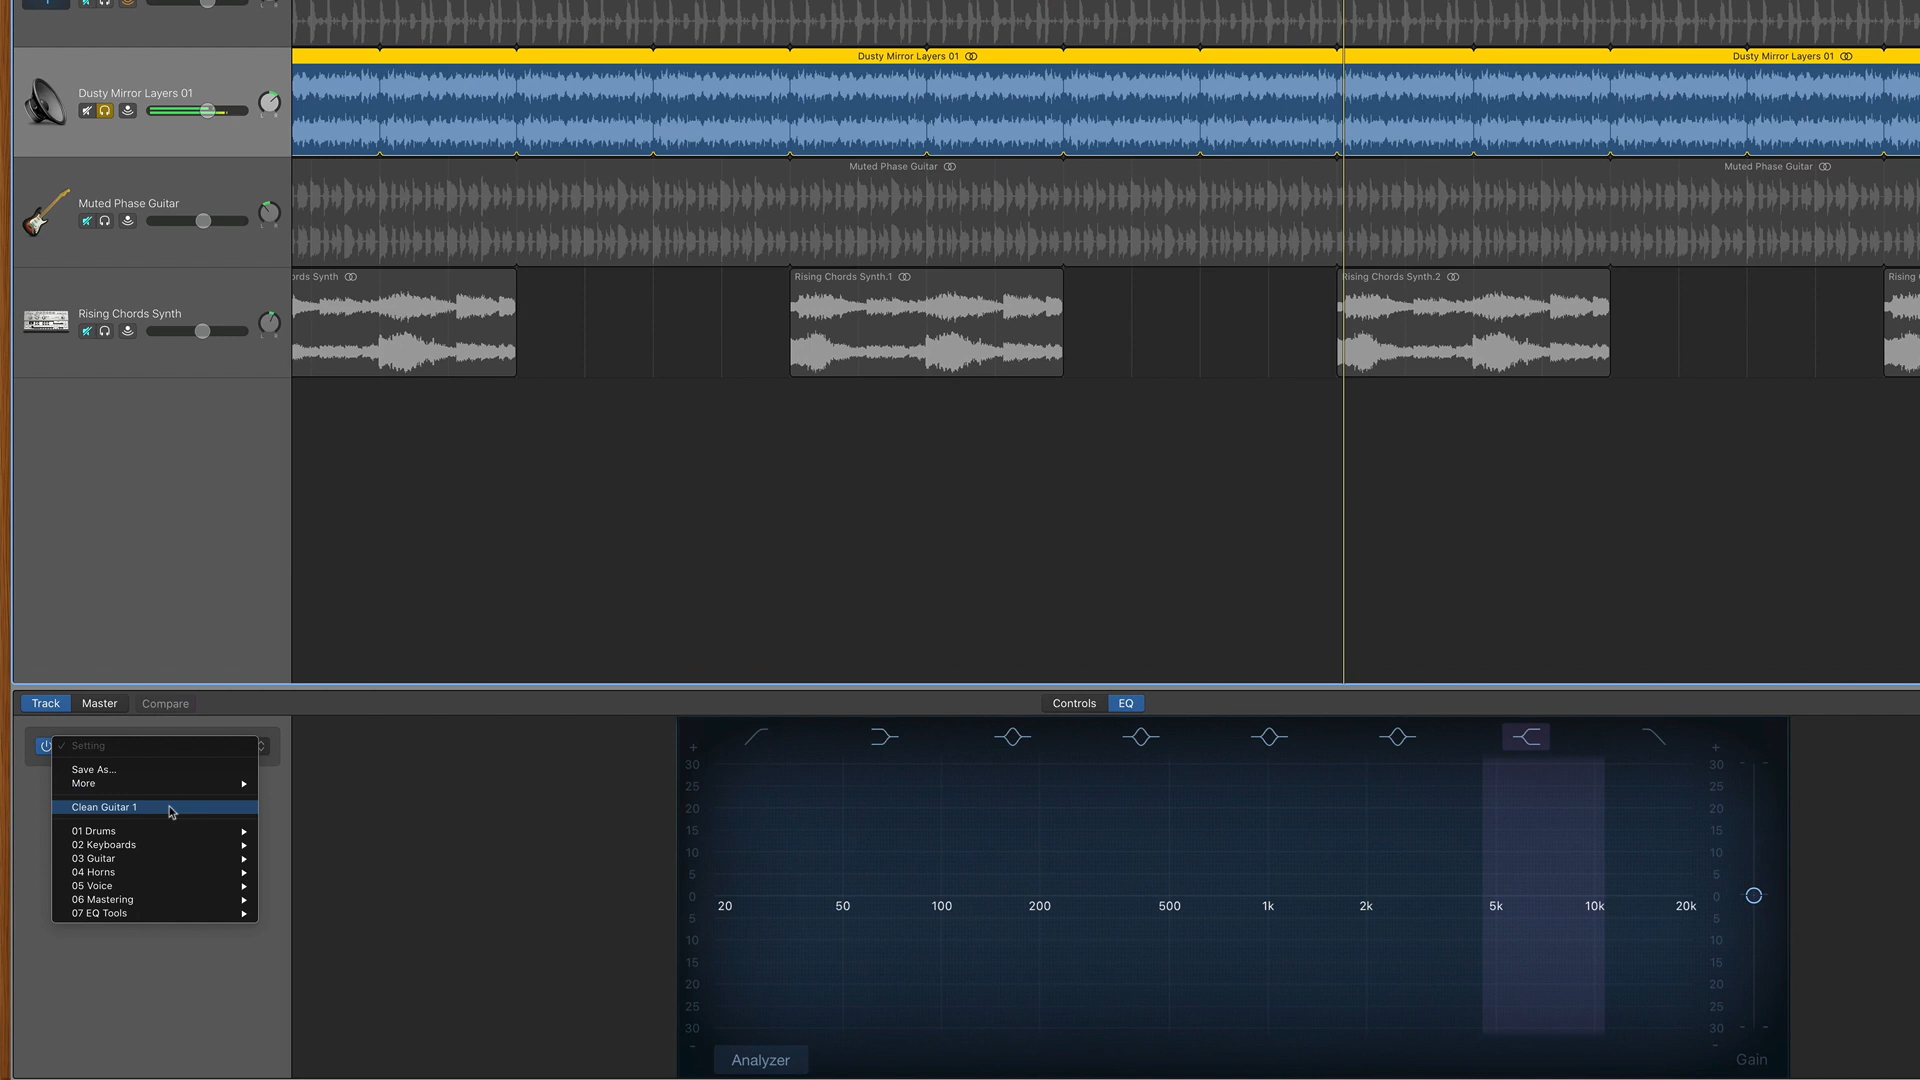 Dusty Mirror Layers 01
Dusty Mirror Layers 01
Dusty Mirror Layers 01
L R
Muted Phase Guitar
Muted Phase Guitar
Muted Phase Guitar
L R
ords Synth
Rising Chords Synth.1
Rising Chords Synth.2
Rising
Rising Chords Synth
L R
Track
Master
Compare
Controls
EQ
✓ Setting
Save As...
More
Clean Guitar 1
01 Drums
02 Keyboards
03 Guitar
04 Horns
05 Voice
06 Mastering
07 EQ Tools
+
30
25
20
15
10
5
0
5
10
15
20
25
30
-
20 50 100 200 500 1k 2k 5k 10k 20k
+
30
25
20
15
10
5
0
5
10
15
20
25
30
-
Analyzer
Gain